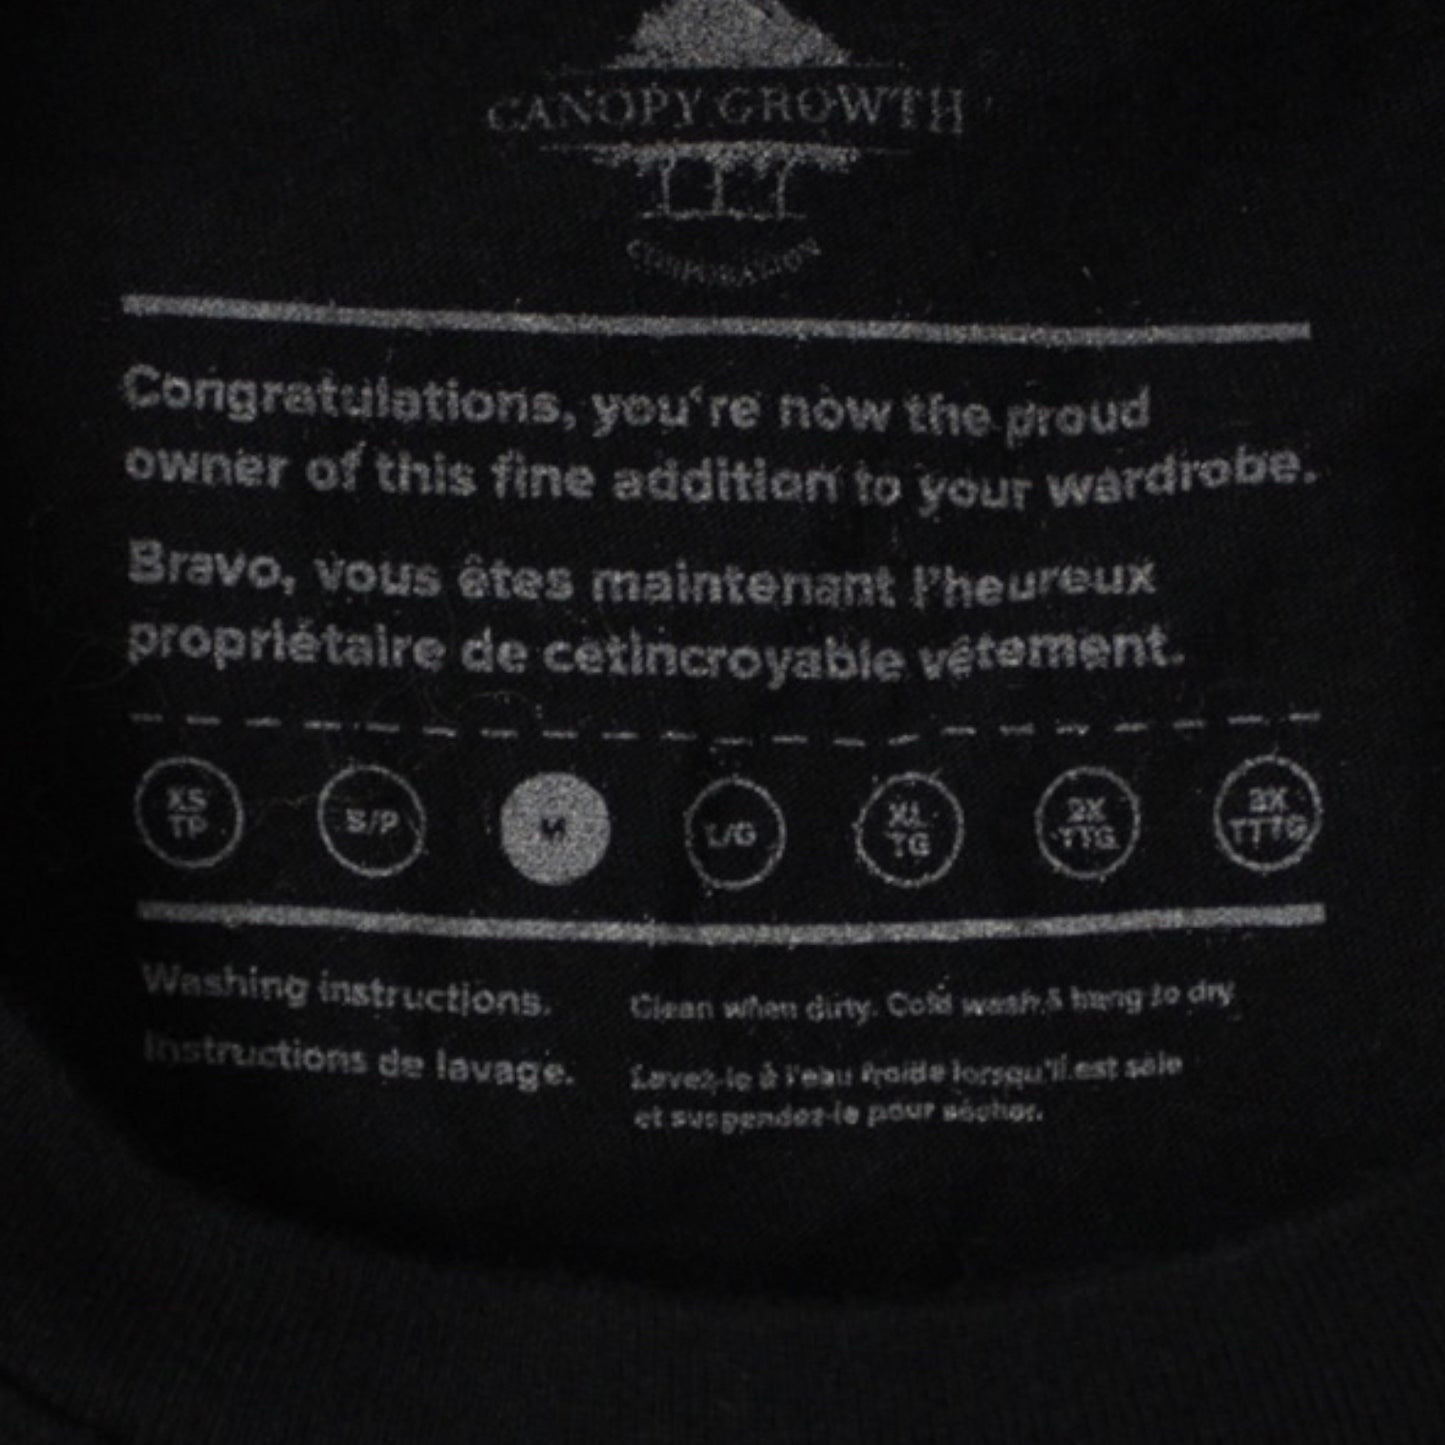 CANOPY GROWTH
CORPORATION
Congratulations, you're now the proud
owner of this fine addition to your wardrobe.
Bravo, vous êtes maintenant l'heureux
propriétaire de cetincroyable vêtement.
XS
TP
S/P
M
L/G
XL
TG
2X
TTG
3X
TTTG
Washing instructions.
Clean when dirty. Cold wash & hang to dry
Instructions de lavage.
Lavez-le à l'eau froide lorsqu'il est sale
et suspendez-le pour sécher.